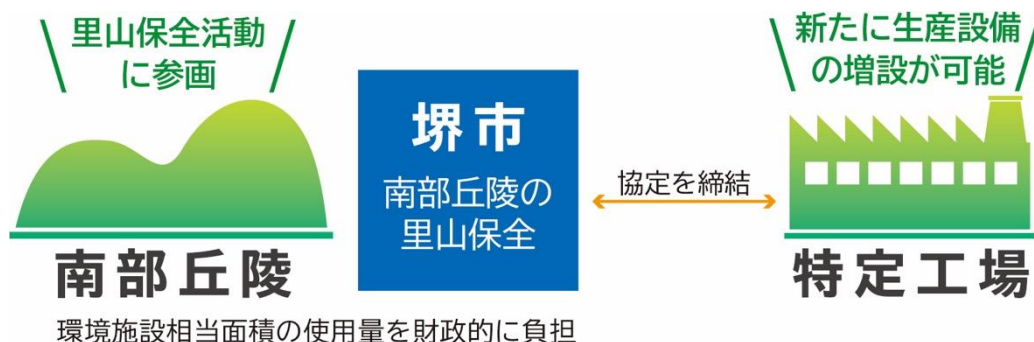 里山保全活動
に参画
新たに生産設備
の増設が可能
堺市
南部丘陵の
里山保全
協定を締結
南部丘陵
特定工場
環境施設相当面積の使用量を財政的に負担